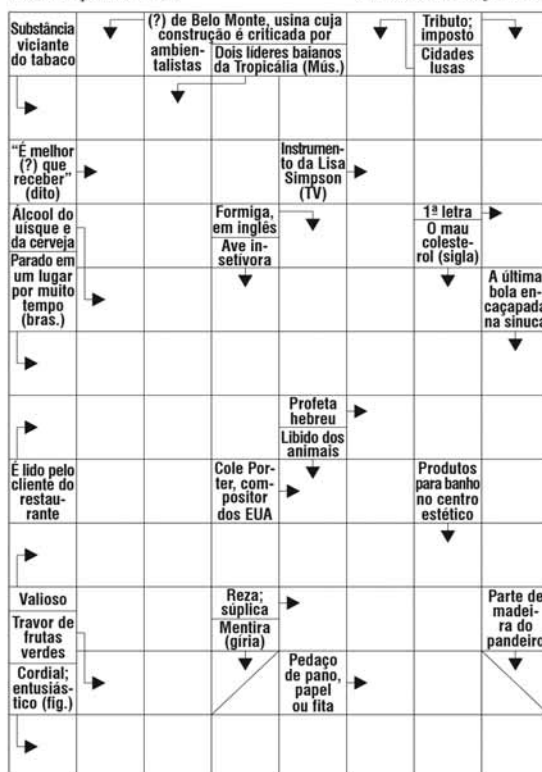 Substância
viciante
do tabaco
(?) de Belo Monte, usina cuja
construção é criticada por
ambien-
talistas
Dois líderes baianos
da Tropicália (Mús.)
Tributo;
imposto
Cidades
lusas
"É melhor
(?) que
receber"
(dito)
Instrumen-
to da Lisa
Simpson
(TV)
Álcool do
uísque e
da cerveja
Parado em
um lugar
por muito
tempo
(bras.)
Formiga,
em inglês
Ave in-
setívora
1ª letra
O mau
coleste-
rol (sigla)
A última
bola en-
caçapada
na sinuca
Profeta
hebreu
Libido dos
animais
É lido pelo
cliente do
restau-
rante
Cole Por-
ter, com-
positor
dos EUA
Produtos
para banho
no centro
estético
Valioso
Travor de
frutas
verdes
Cordial;
entusiás-
tico (fig.)
Reza;
súplica
Mentira
(gíria)
Parte de
madei-
ra do
pandeiro
Pedaço
de pano,
papel
ou fita